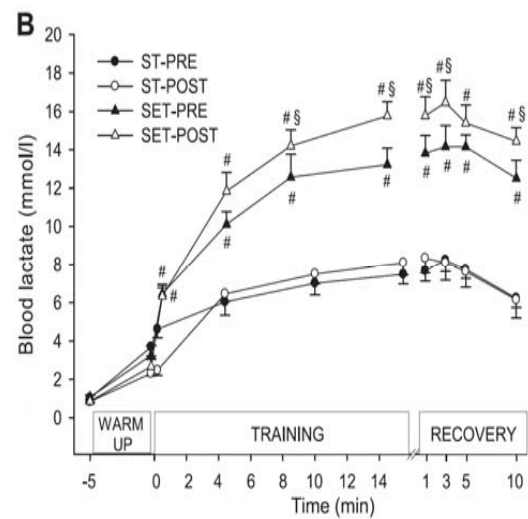 B
Blood lactate (mmol/l)
20
18
16
14
12
10
8
6
4
2
0
ST-PRE
ST-POST
SET-PRE
SET-POST
#
#
#
#
# §
#
# §
#
#§
#
#§
#
#
#
#§
#
WARM UP
TRAINING
RECOVERY
-5 0 2 4 6 8 10 12 14 1 3 5 10
Time (min)